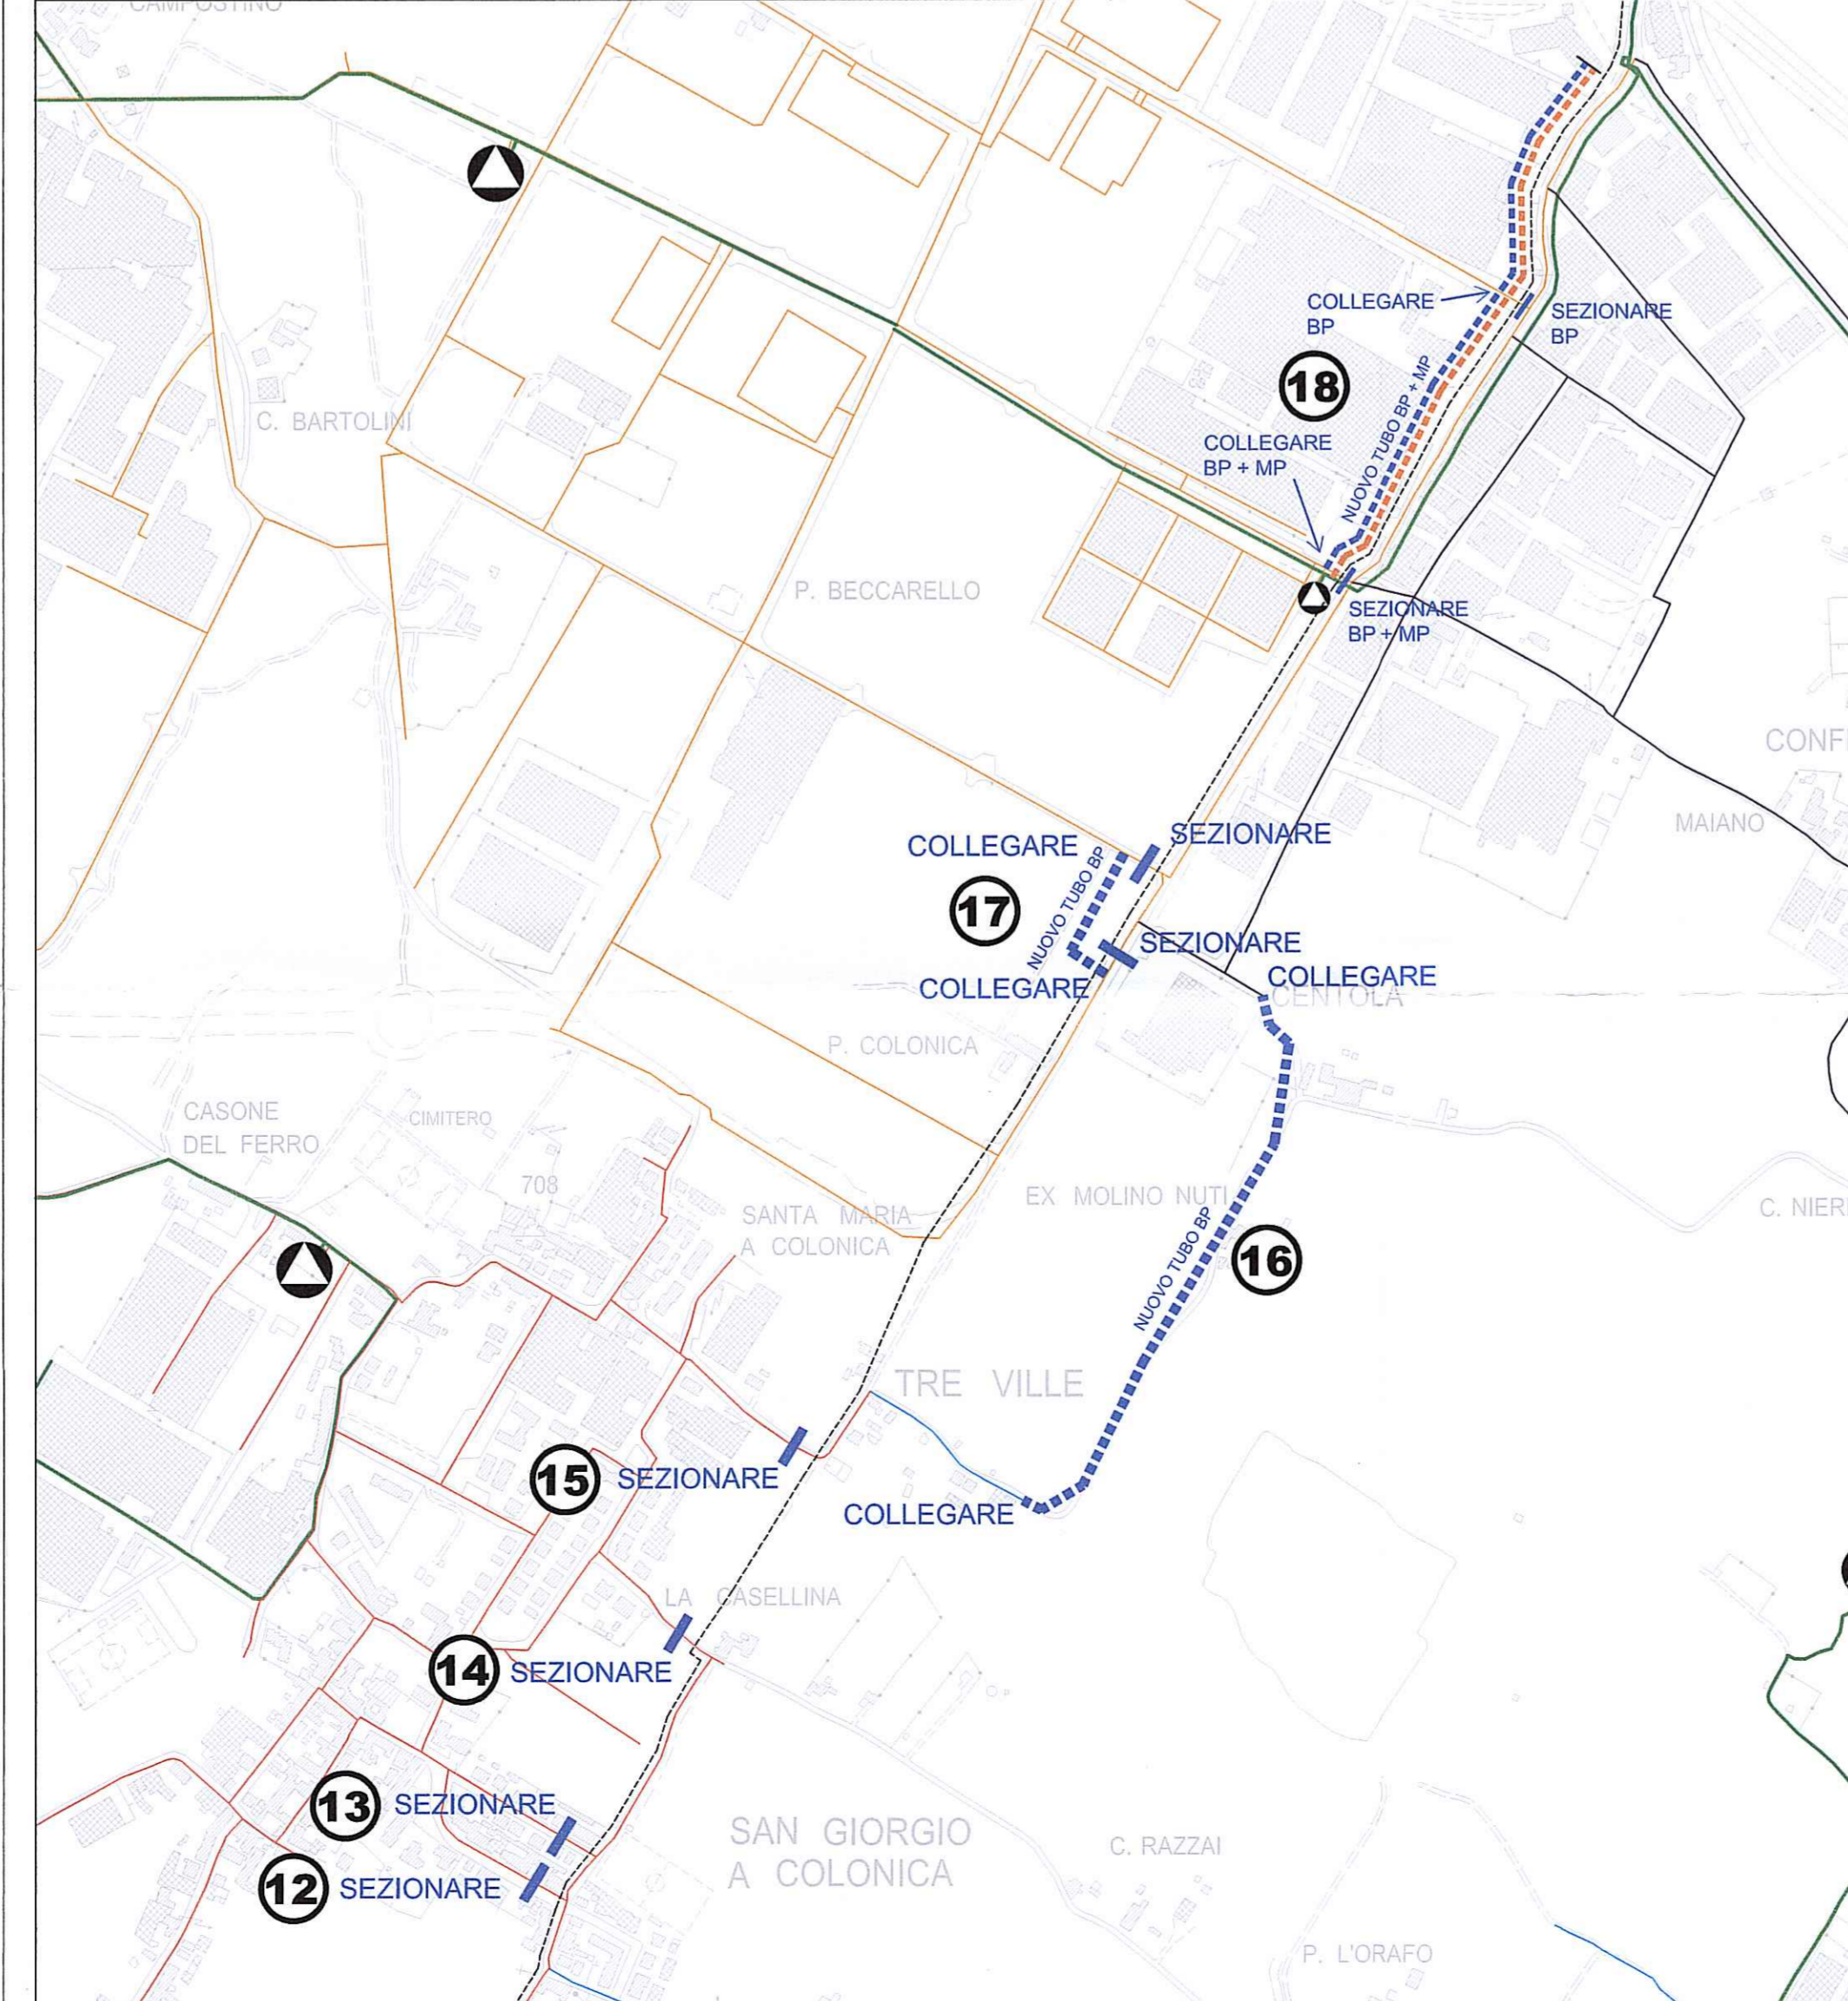 CAMPOSTINO
COLLEGARE
BP
SEZIONARE
BP
18
C. BARTOLINI
NUOVO TUBO BP + MP
COLLEGARE
BP + MP
P. BECCARELLO
SEZIONARE
BP + MP
CONF
MAIANO
COLLEGARE
SEZIONARE
17
NUOVO TUBO BP
SEZIONARE
COLLEGARE
COLLEGARE
CENTOLA
P. COLONICA
CASONE
DEL FERRO
CIMITERO
708
SANTA MARIA
A COLONICA
EX MOLINO NUTI
C. NIER
NUOVO TUBO BP
16
TRE VILLE
15
SEZIONARE
COLLEGARE
LA CASELLINA
14
SEZIONARE
13
SEZIONARE
SAN GIORGIO
A COLONICA
C. RAZZAI
12
SEZIONARE
P. L'ORAFO